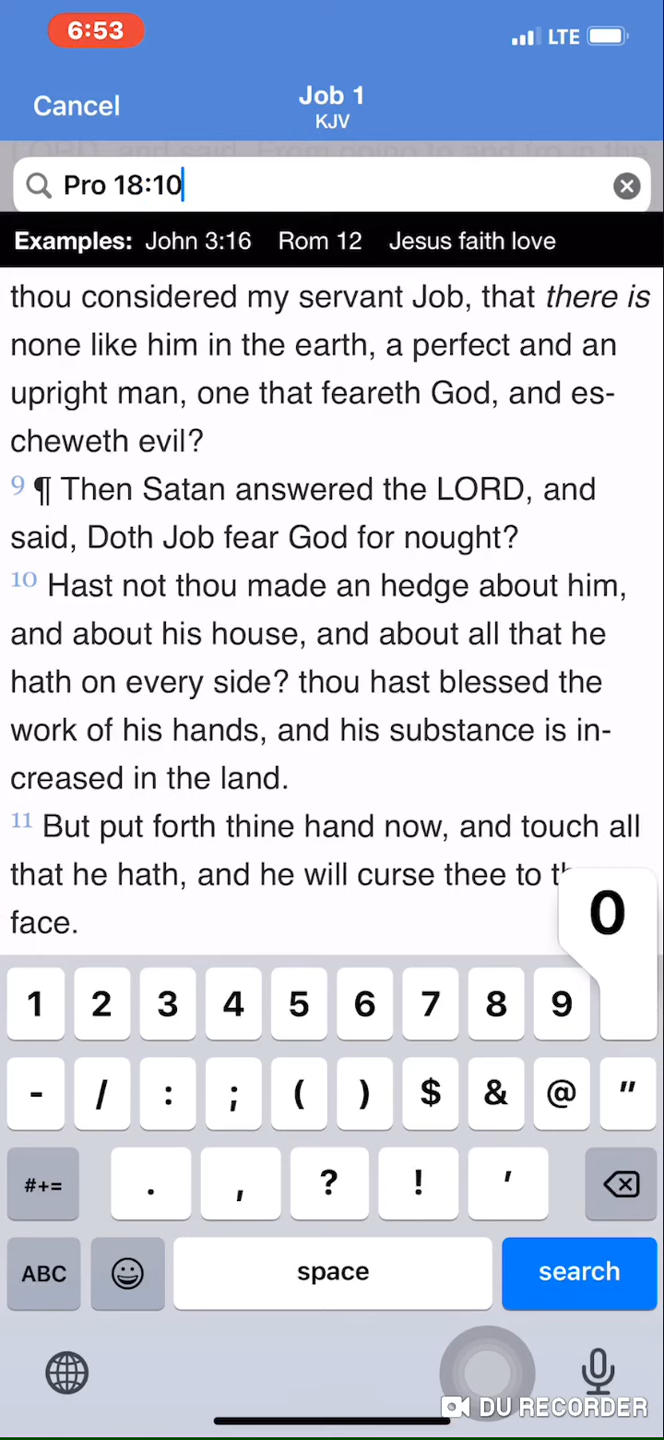 6:53
LTE
Cancel
Job 1
KJV
Pro 18:10
Examples: John 3:16 Rom 12 Jesus faith love
thou considered my servant Job, that there is
none like him in the earth, a perfect and an
upright man, one that feareth God, and es-
cheweth evil?
9 ¶ Then Satan answered the LORD, and
said, Doth Job fear God for nought?
10 Hast not thou made an hedge about him,
and about his house, and about all that he
hath on every side? thou hast blessed the
work of his hands, and his substance is in-
creased in the land.
11 But put forth thine hand now, and touch all
that he hath, and he will curse thee to
face.
0
1 2 3 4 5 6 7 8 9
- / : ; ( ) $ & @ "
#+= . , ? ! '
ABC space search
DU RECORDER